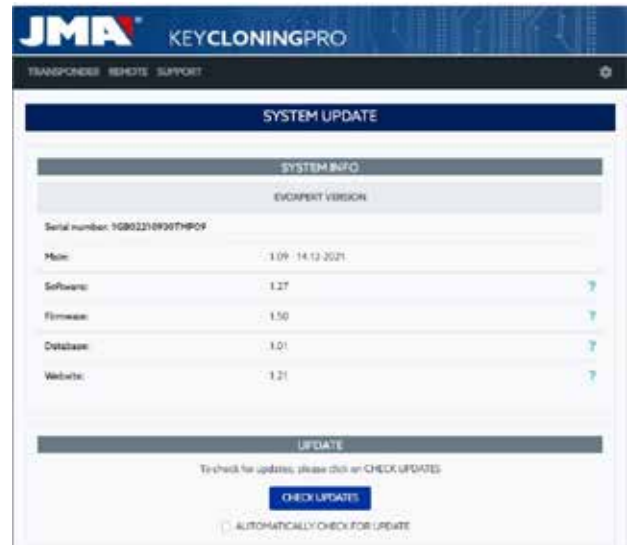 JMA KEYCLONINGPRO
TRANSPONDER REMOTE SUPPORT
SYSTEM UPDATE
SYSTEM INFO
EVOXPERT VERSION
Serial number:
Main: 1.09 - 14.12.2021
Software: 1.27 ?
Firmware: 1.50 ?
Database: 1.01 ?
Website: 1.21 ?
UPDATE
To check for updates, please click on CHECK UPDATES
CHECK UPDATES
AUTOMATICALLY CHECK FOR UPDATE